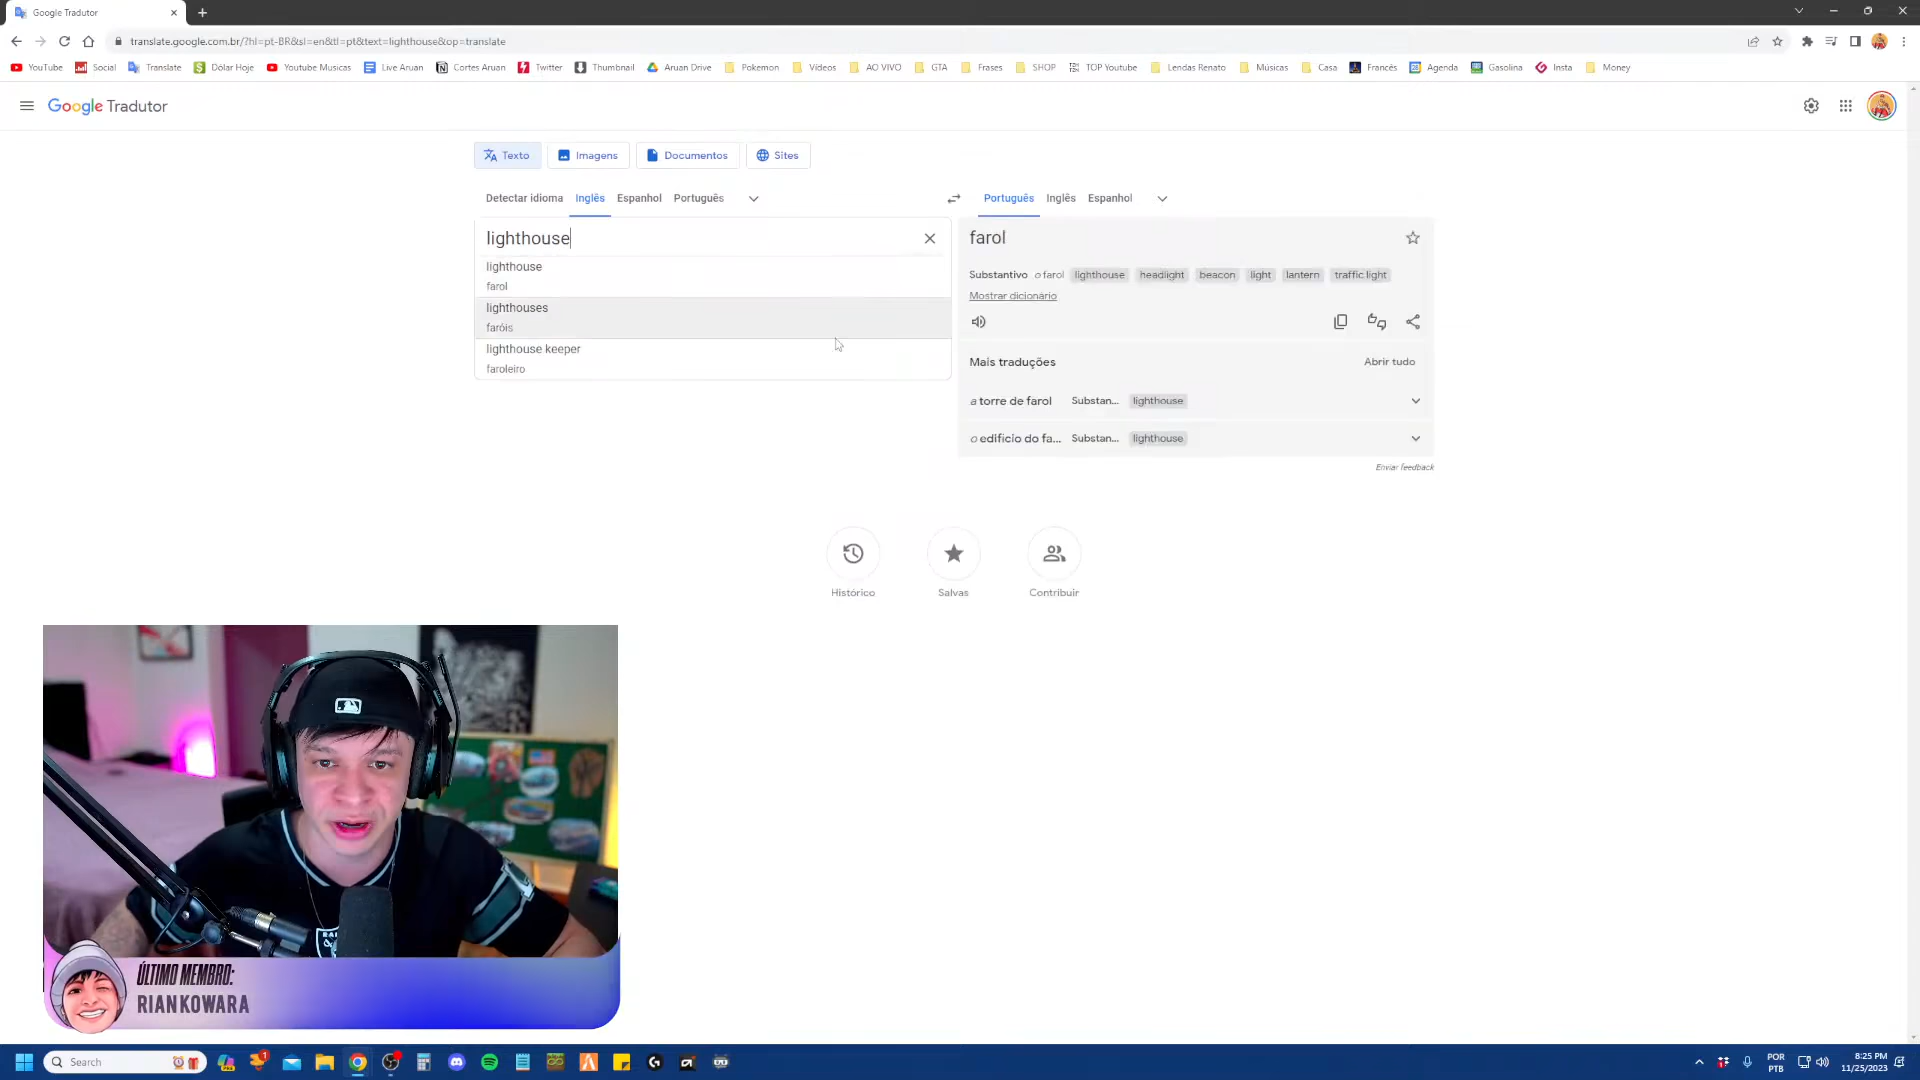 Google Tradutor
translate.google.com.br/?hl=pt-BR&sl=en&tl=pt&text=lighthouse&op=translate
YouTube Social Translate Dólar Hoje Youtube Musicas Live Aruan Cortes Aruan Twitter Thumbnail Aruan Drive Pokemon Vídeos AO VIVO GTA Frases SHOP TOP Youtube Lendas Renato Músicas Casa Francês Agenda Gasolina Insta Money
Google Tradutor
Texto Imagens Documentos Sites
Detectar idioma Inglês Espanhol Português
Português Inglês Espanhol
lighthouse
lighthouse
farol
lighthouses
faróis
lighthouse keeper
faroleiro
farol
Substantivo o farol lighthouse headlight beacon light lantern traffic light
Mostrar dicionário
Mais traduções Abrir tudo
a torre de farol Substan... lighthouse
o edifício do fa... Substan... lighthouse
Enviar feedback
Histórico Salvas Contribuir
ÚLTIMO MEMBRO:
RIAN KOWARA
Search
POR
PTB
8:25 PM
11/25/2023